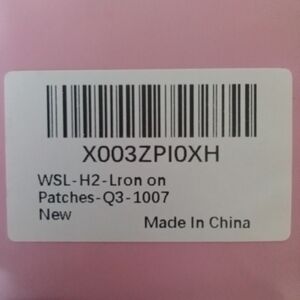 X003ZPI0XH
WSL-H2-Lron on
Patches-Q3-1007
New
Made In China